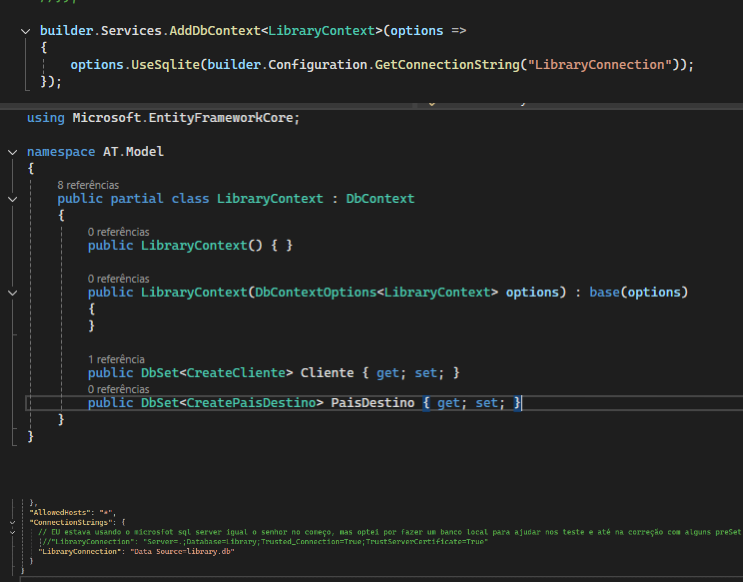 builder.Services.AddDbContext<LibraryContext>(options =>
{
options.UseSqlite(builder.Configuration.GetConnectionString("LibraryConnection"));
});
using Microsoft.EntityFrameworkCore;
namespace AT.Model
{
8 referências
public partial class LibraryContext : DbContext
{
0 referências
public LibraryContext() { }
0 referências
public LibraryContext(DbContextOptions<LibraryContext> options) : base(options)
{
}
1 referência
public DbSet<CreateCliente> Cliente { get; set; }
0 referências
public DbSet<CreatePaisDestino> PaisDestino { get; set; }
}
}
},
"AllowedHosts": "*",
"ConnectionStrings": {
// EU estava usando o microsfot sql server igual o senhor no começo, mas optei por fazer um banco local para ajudar nos teste e até na correção com alguns preSet
//"LibraryConnection": "Server=.;Database=Library;Trusted_Connection=True;TrustServerCertificate=True"
"LibraryConnection": "Data Source=library.db"
}
}